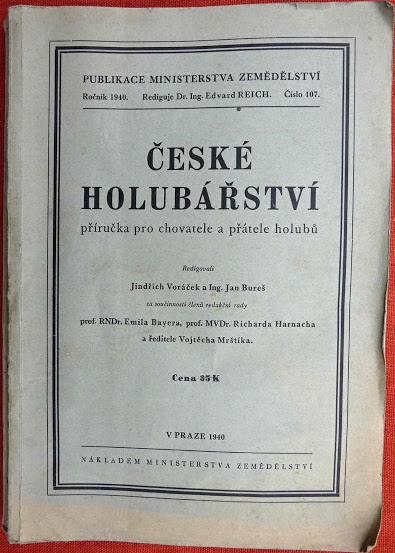 PUBLIKACE MINISTERSTVA ZEMĚDĚLSTVÍ
Ročník 1940. Rediguje Dr. Ing. Edvard REICH. Číslo 107.
ČESKÉ
HOLUBÁŘSTVÍ
příručka pro chovatele a přátele holubů
Redigovali
Jindřich Voráček a Ing. Jan Bureš
za součinnosti členů redakční rady
prof. RNDr. Emila Bayera, prof. MVDr. Richarda Harnacha
a ředitele Vojtěcha Mrštíka.
Cena 35 K
V PRAZE 1940
NÁKLADEM MINISTERSTVA ZEMĚDĚLSTVÍ